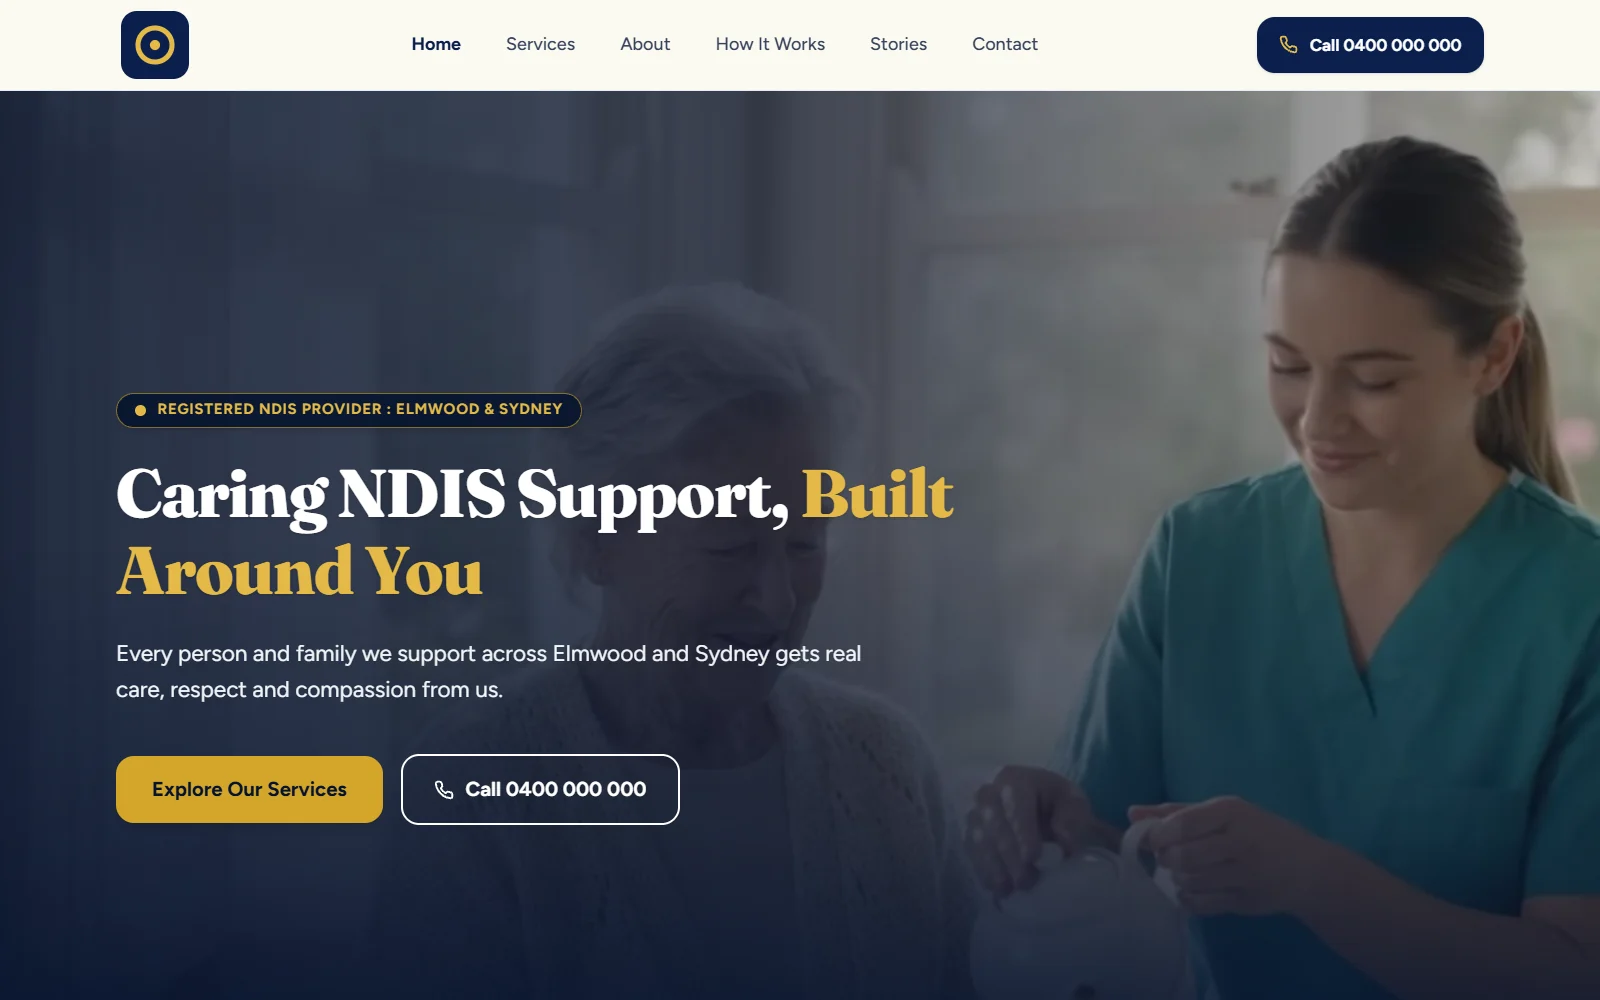 Home
Services
About
How It Works
Stories
Contact
Call 0400 000 000
REGISTERED NDIS PROVIDER : ELMWOOD & SYDNEY
Caring NDIS Support, Built
Around You
Every person and family we support across Elmwood and Sydney gets real
care, respect and compassion from us.
Explore Our Services
Call 0400 000 000